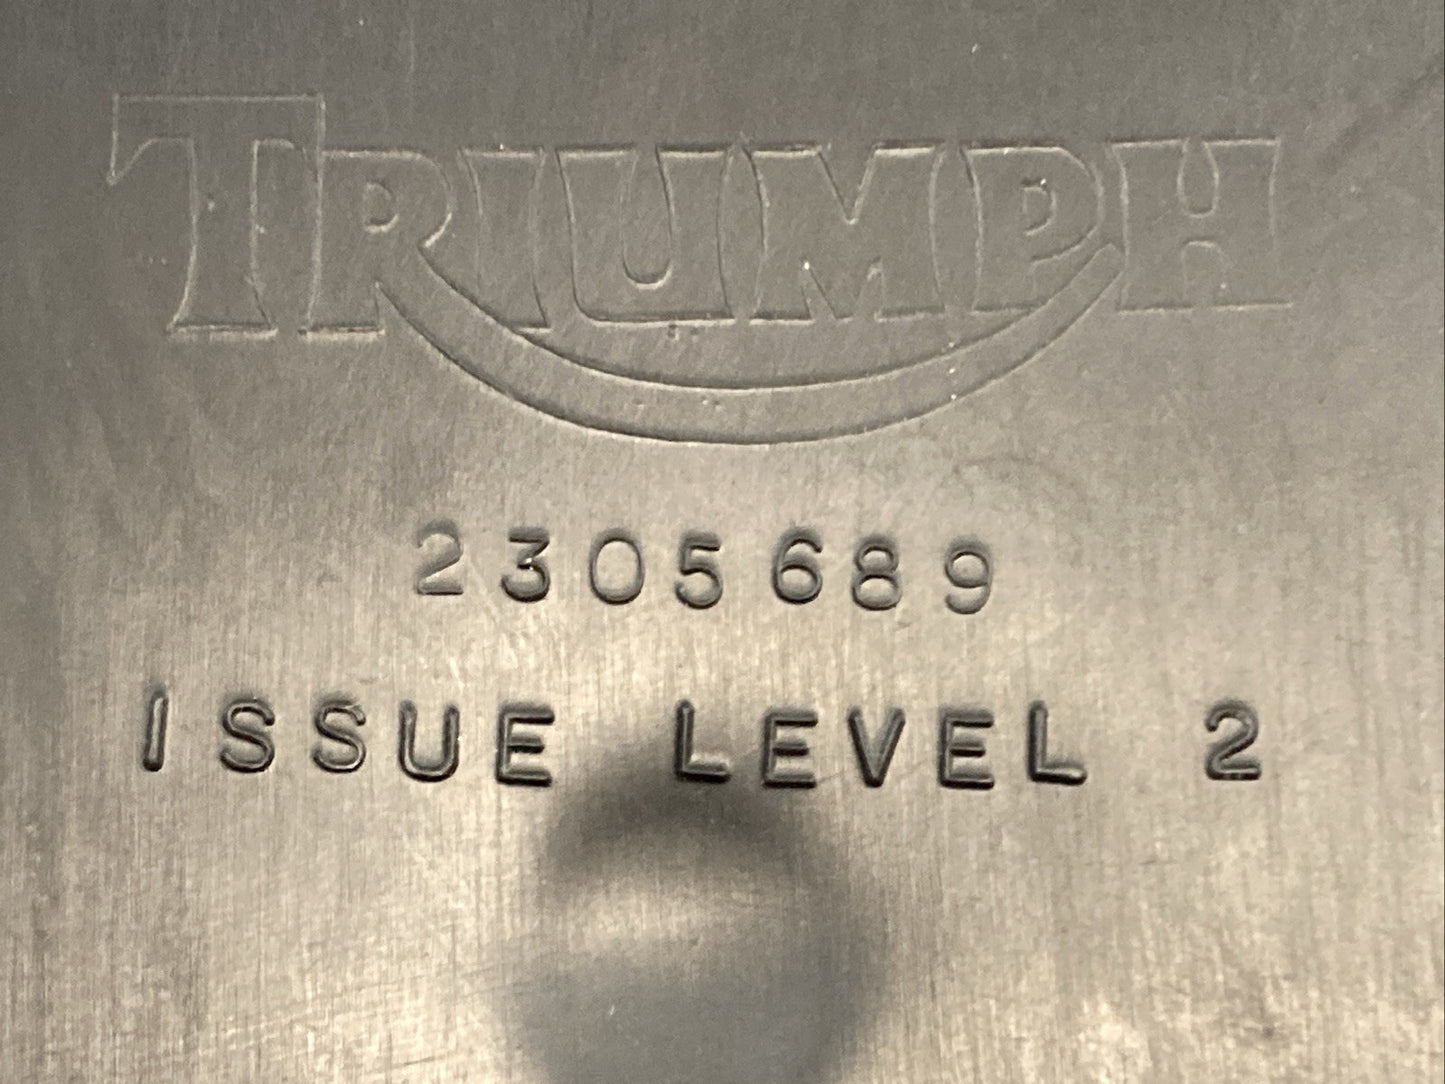 TRIUMPH
2305689
ISSUE LEVEL 2